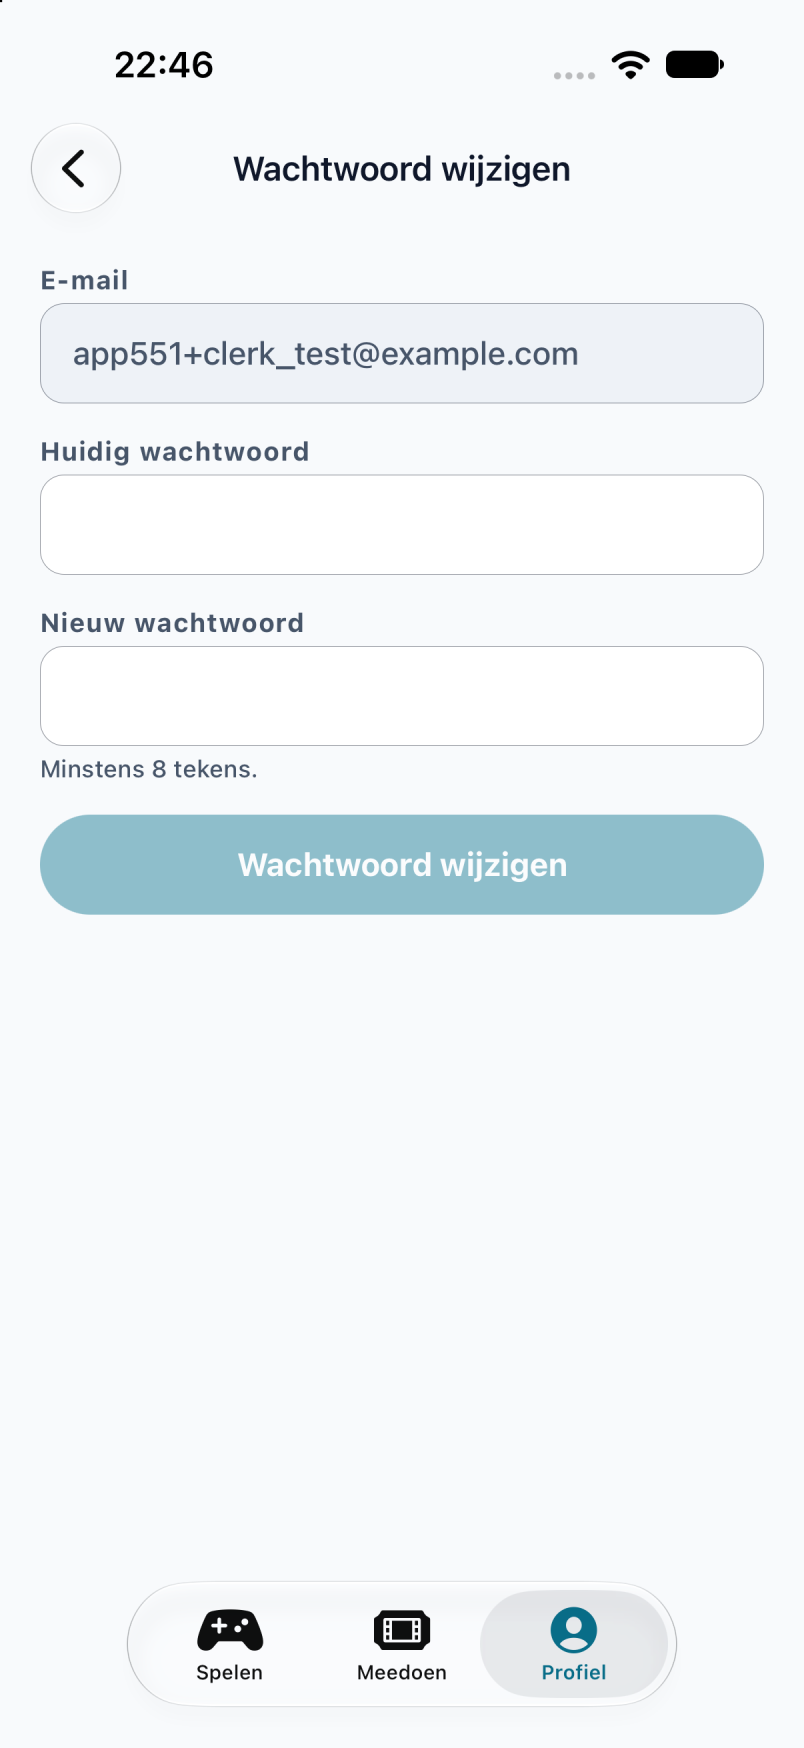 22:46
Wachtwoord wijzigen
E-mail
app551+clerk_test@example.com
Huidig wachtwoord
Nieuw wachtwoord
Minstens 8 tekens.
Wachtwoord wijzigen
Spelen
Meedoen
Profiel